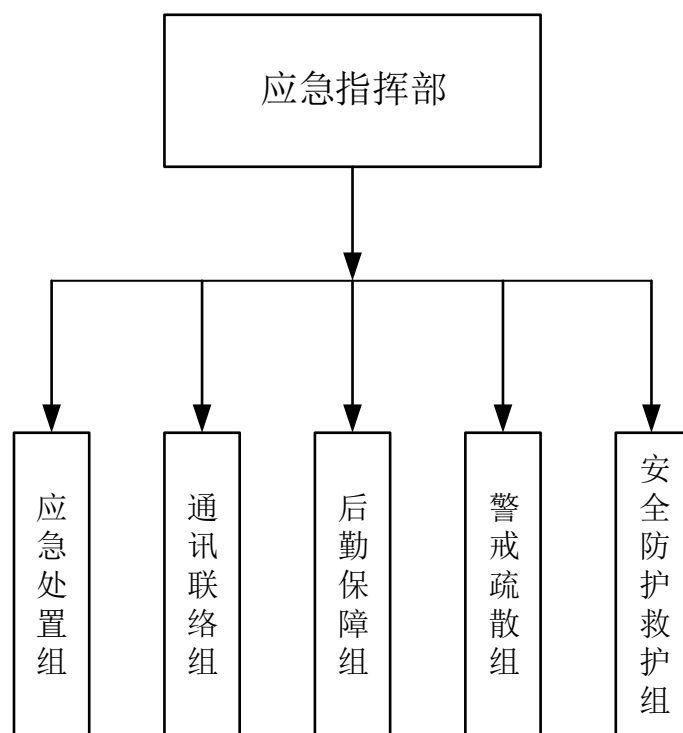 应急指挥部
应急处置组
通讯联络组
后勤保障组
警戒疏散组
安全防护救护组